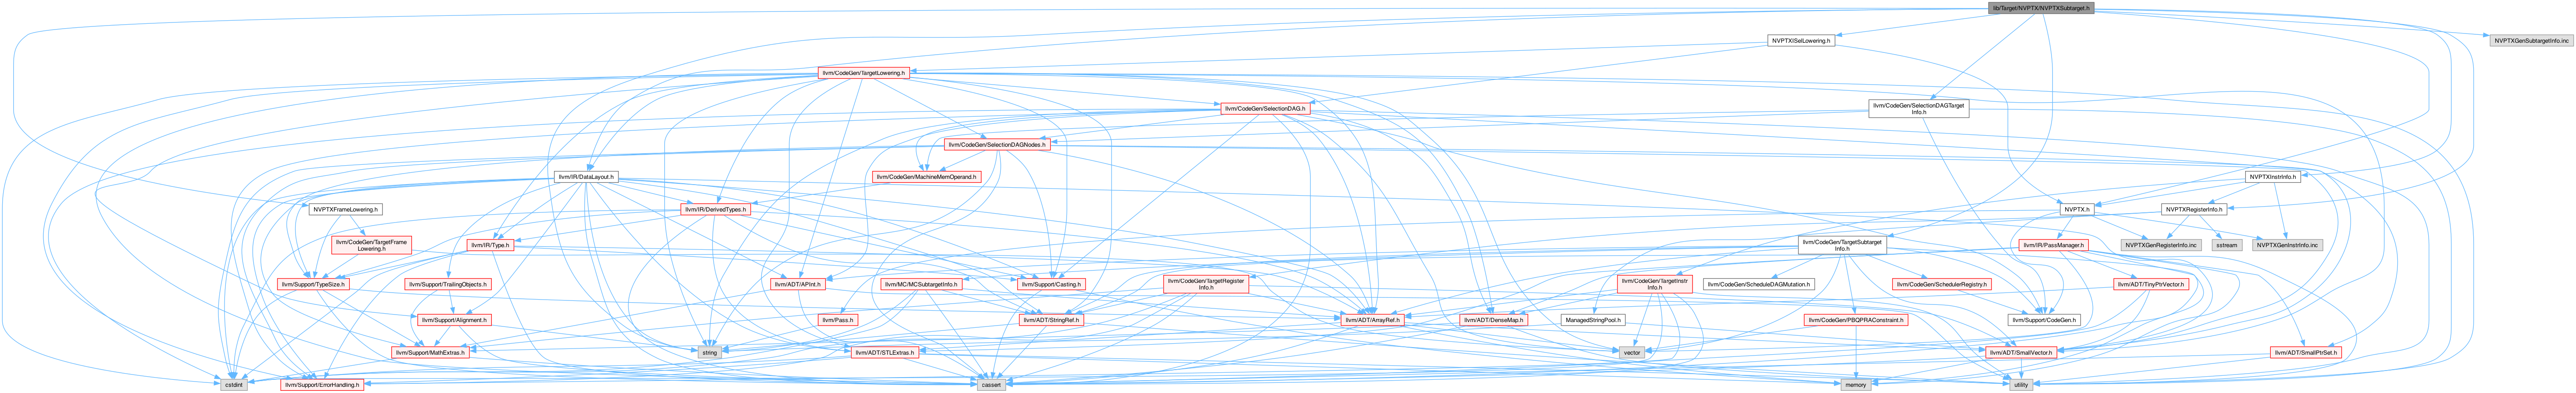 lib/Target/NVPTX/NVPTXSubtarget.h
NVPTXISelLowering.h
NVPTXGenSubtargetInfo.inc
llvm/CodeGen/TargetLowering.h
llvm/CodeGen/SelectionDAG.h
llvm/CodeGen/SelectionDAGTarget
Info.h
llvm/CodeGen/SelectionDAGNodes.h
llvm/CodeGen/MachineMemOperand.h
llvm/IR/DataLayout.h
NVPTXInstrInfo.h
NVPTXFrameLowering.h
llvm/IR/DerivedTypes.h
NVPTX.h
NVPTXRegisterInfo.h
llvm/CodeGen/TargetFrame
Lowering.h
llvm/IR/Type.h
llvm/CodeGen/TargetSubtarget
Info.h
llvm/IR/PassManager.h
NVPTXGenRegisterInfo.inc
sstream
NVPTXGenInstrInfo.inc
llvm/Support/TypeSize.h
llvm/Support/TrailingObjects.h
llvm/ADT/APInt.h
llvm/Support/Casting.h
llvm/MC/MCSubtargetInfo.h
llvm/CodeGen/TargetRegister
Info.h
llvm/CodeGen/TargetInstr
Info.h
llvm/CodeGen/ScheduleDAGMutation.h
llvm/CodeGen/SchedulerRegistry.h
llvm/ADT/TinyPtrVector.h
llvm/Support/Alignment.h
llvm/Pass.h
llvm/ADT/StringRef.h
llvm/ADT/ArrayRef.h
llvm/ADT/DenseMap.h
ManagedStringPool.h
llvm/CodeGen/PBQPRAConstraint.h
llvm/Support/CodeGen.h
llvm/Support/MathExtras.h
string
llvm/ADT/STLExtras.h
vector
llvm/ADT/SmallVector.h
llvm/ADT/SmallPtrSet.h
cstdint
llvm/Support/ErrorHandling.h
cassert
memory
utility